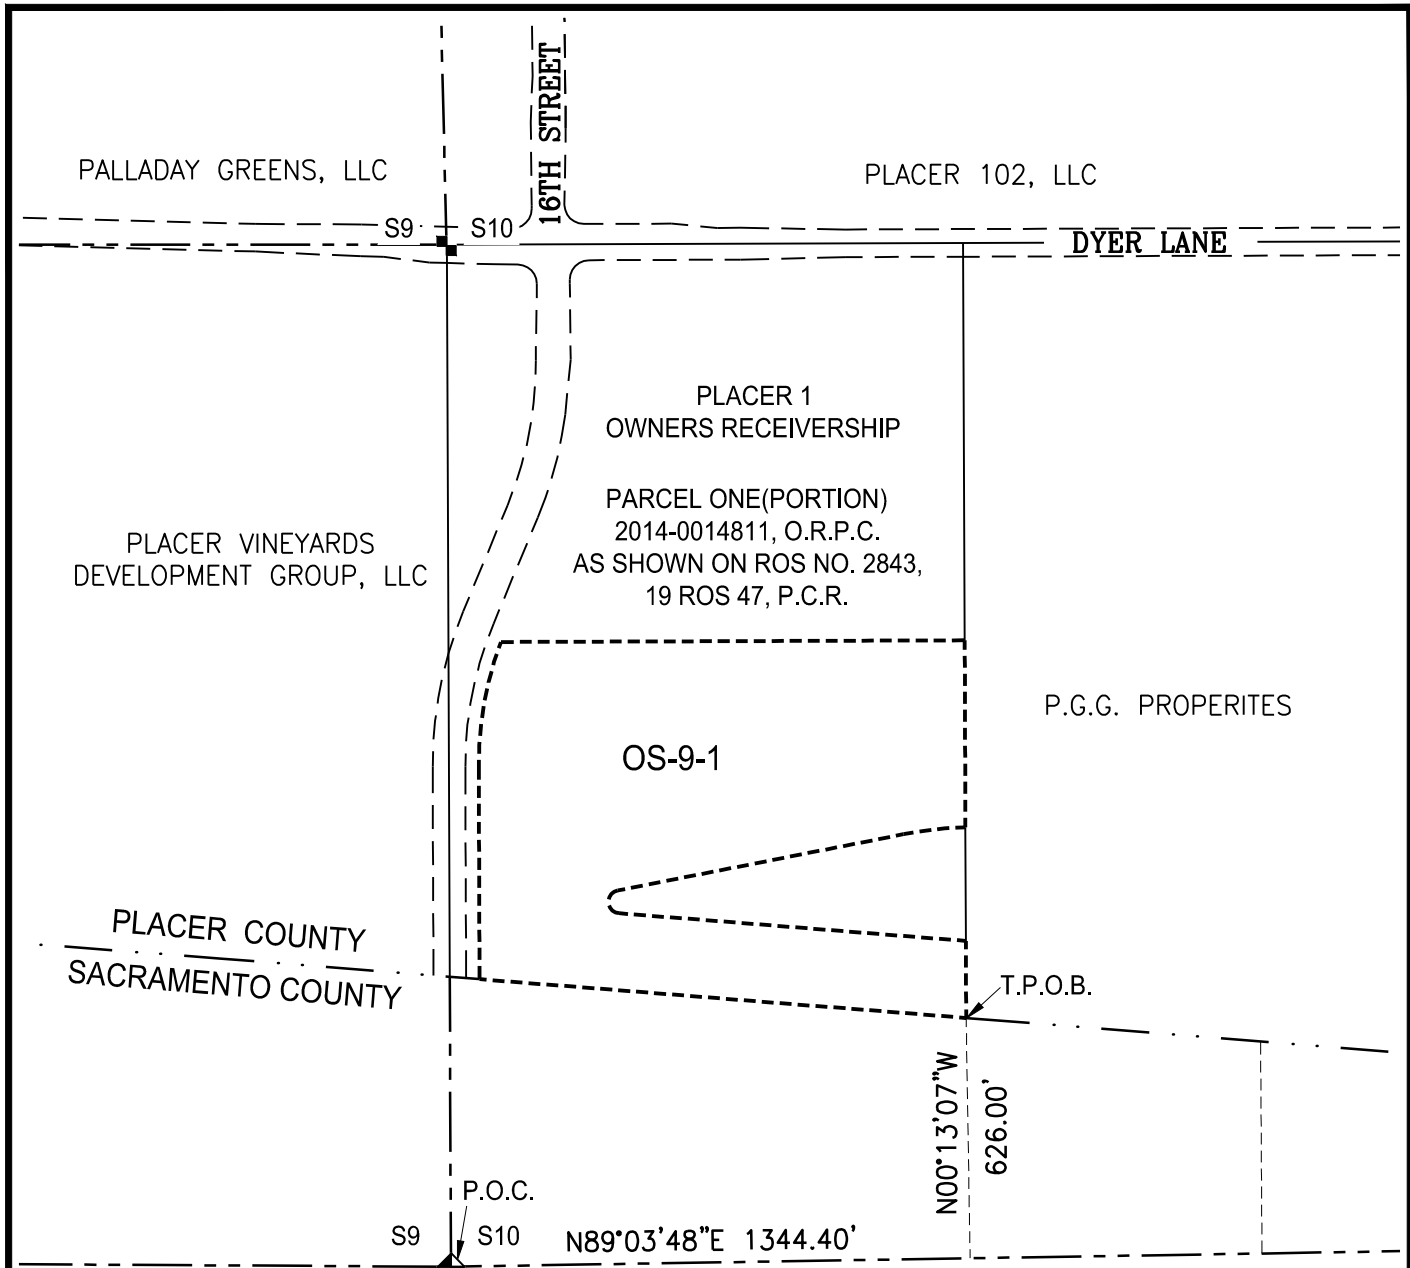 16TH STREET
PALLADAY GREENS, LLC
PLACER 102, LLC
S9
S10
DYER LANE
PLACER 1
OWNERS RECEIVERSHIP
PARCEL ONE(PORTION)
2014-0014811, O.R.P.C.
AS SHOWN ON ROS NO. 2843,
19 ROS 47, P.C.R.
PLACER VINEYARDS
DEVELOPMENT GROUP, LLC
P.G.G. PROPERITES
OS-9-1
PLACER COUNTY
SACRAMENTO COUNTY
T.P.O.B.
N00°13'07"W
626.00'
P.O.C.
S9
S10
N89°03'48"E 1344.40'